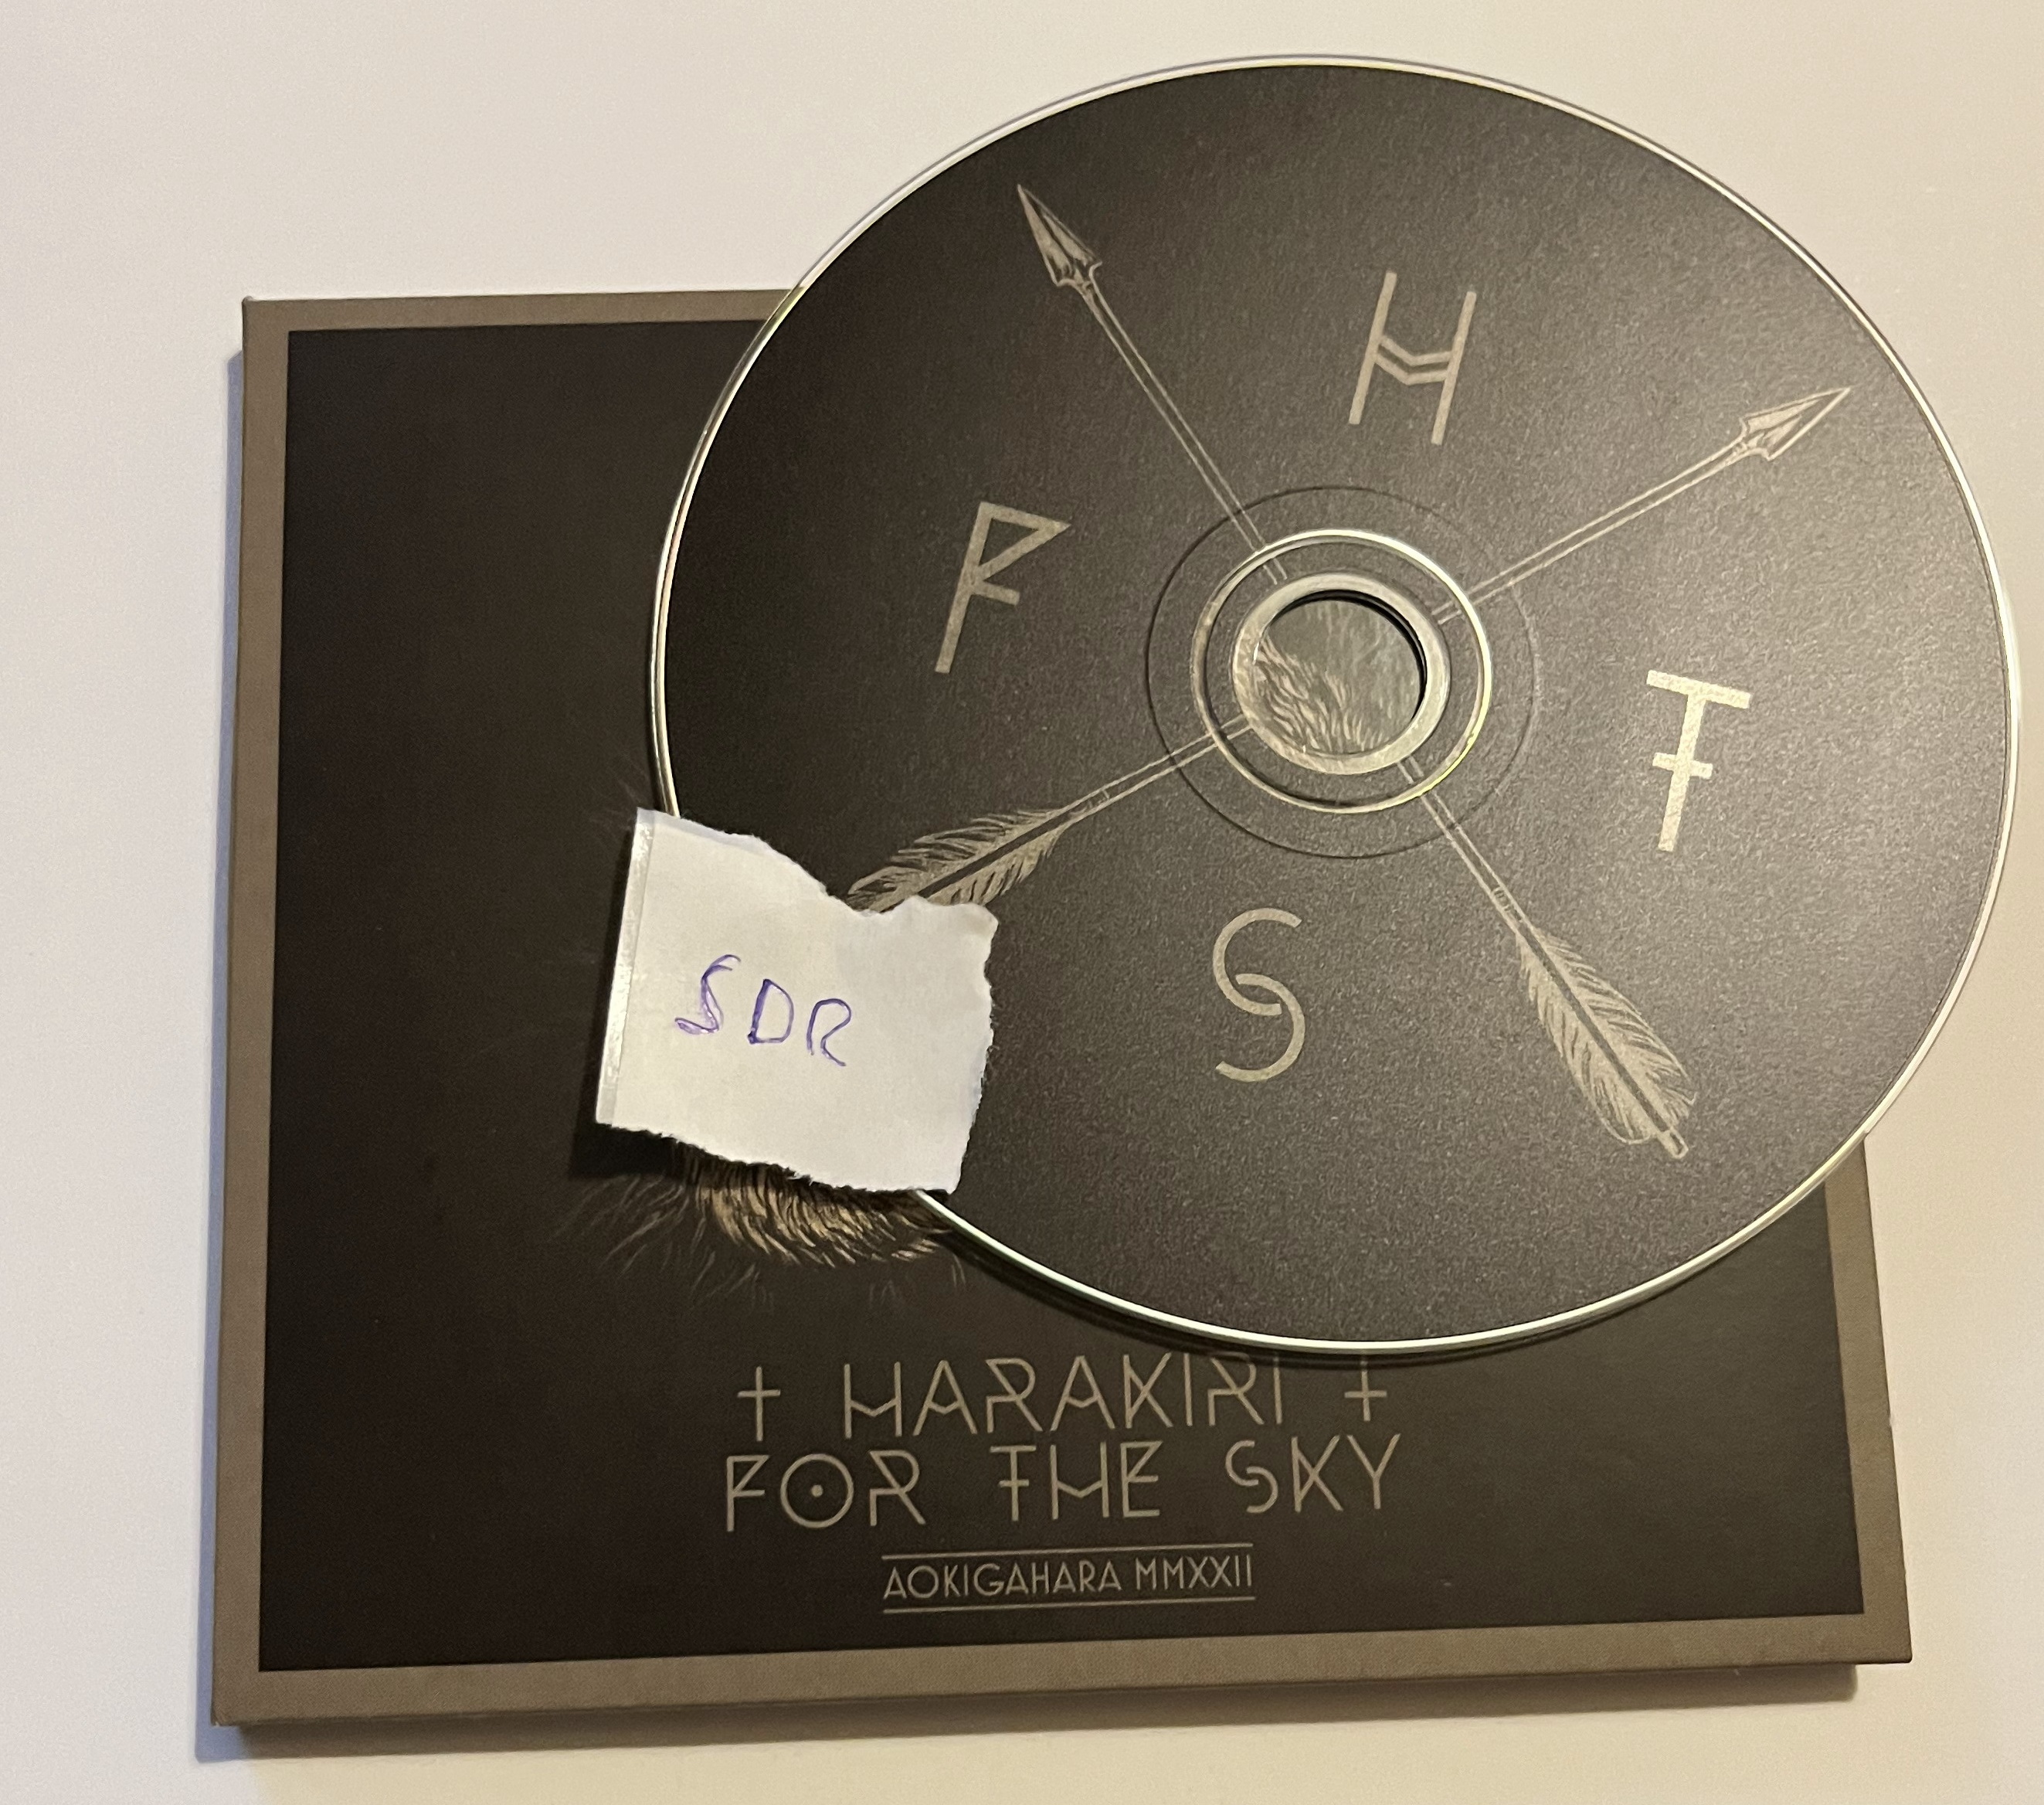 H
F
T
S
SDR
† HARAKIRI †
FOR THE SKY
AOKIGAHARA MMXXII